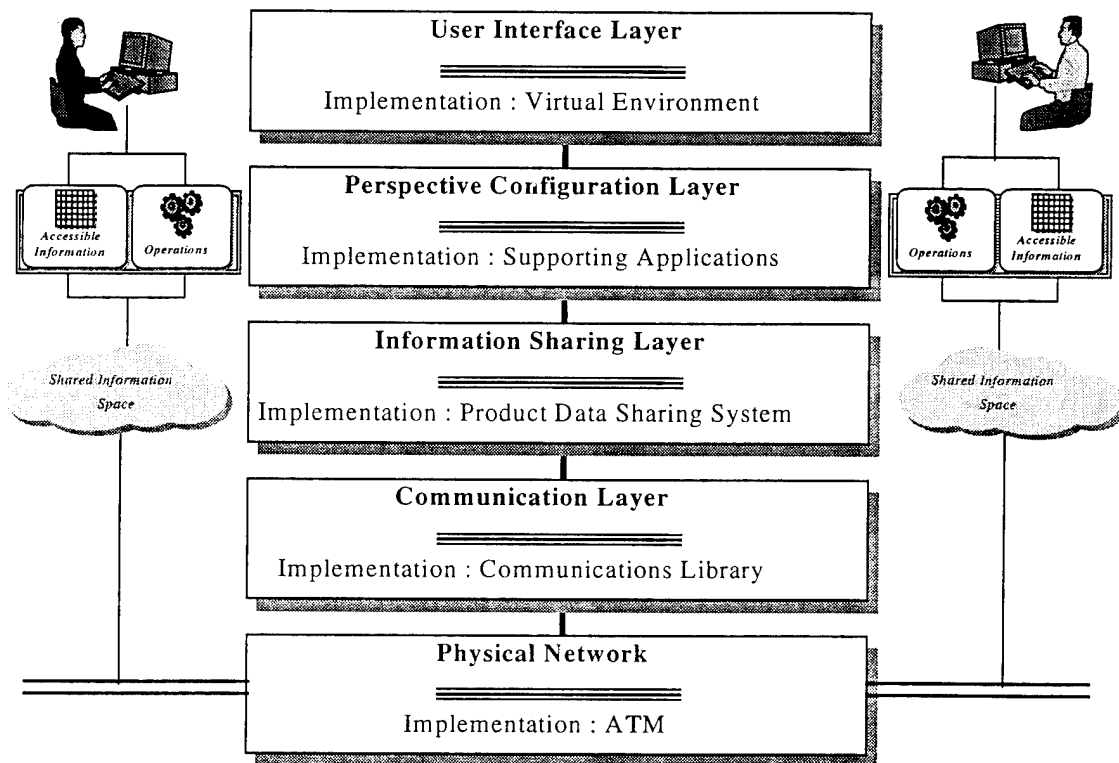 User Interface Layer
Implementation : Virtual Environment
Perspective Configuration Layer
Implementation : Supporting Applications
Information Sharing Layer
Implementation : Product Data Sharing System
Communication Layer
Implementation : Communications Library
Physical Network
Implementation : ATM
Accessible
Information
Operations
Shared Information
Space
Operations
Accessible
Information
Shared Information
Space